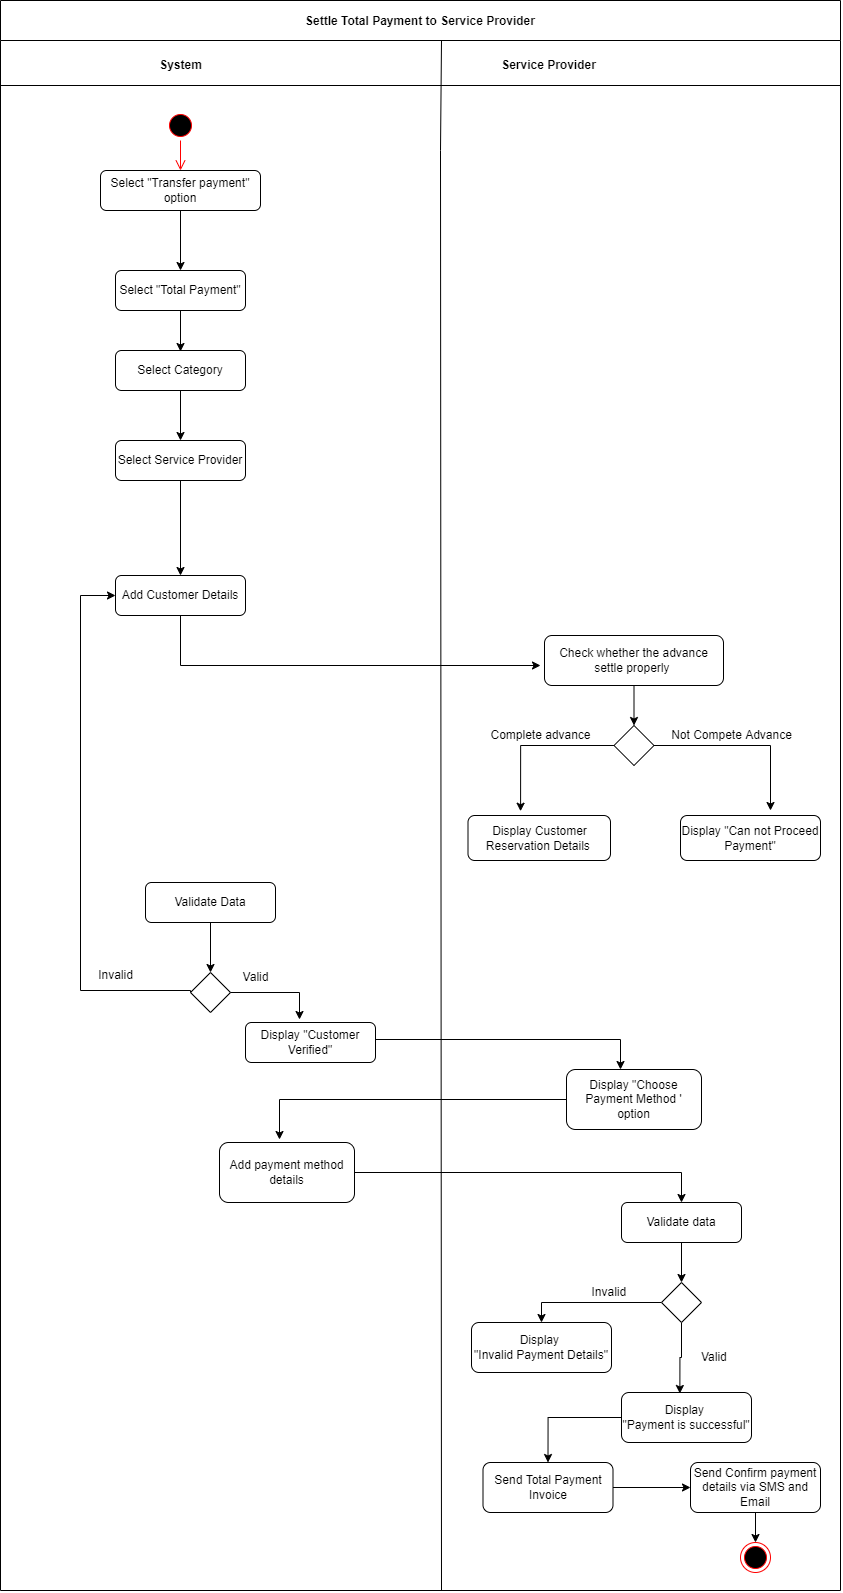 Settle Total Payment to Service Provider
System
Service Provider
Select "Transfer payment"
option
Select "Total Payment"
Select Category
Select Service Provider
Add Customer Details
Check whether the advance
settle properly
Complete advance
Not Compete Advance
Display Customer
Reservation Details
Display "Can not Proceed
Payment"
Validate Data
Invalid
Valid
Display "Customer
Verified"
Display "Choose
Payment Method '
option
Add payment method
details
Validate data
Invalid
Display
"Invalid Payment Details"
Valid
Display
"Payment is successful"
Send Total Payment
Invoice
Send Confirm payment
details via SMS and
Email